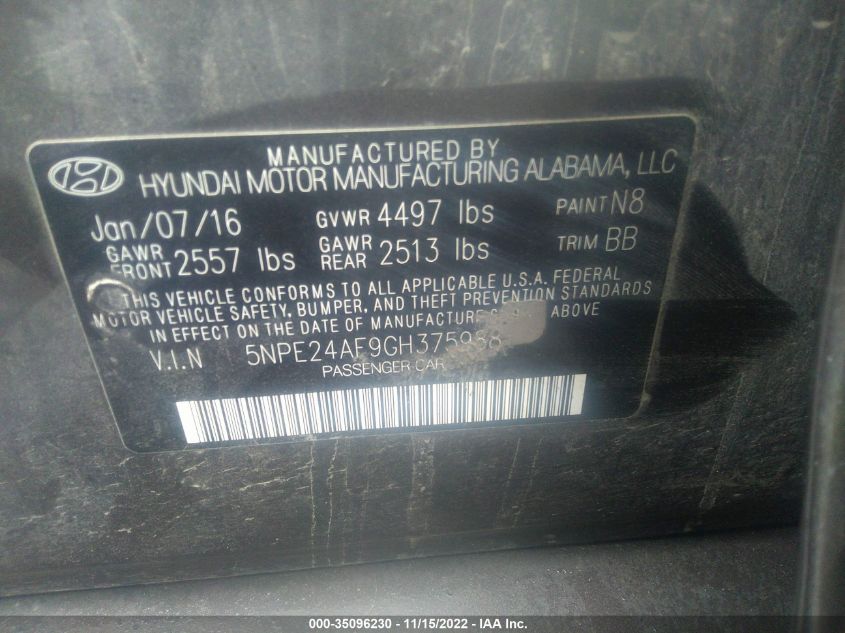 MANUFACTURED BY
HYUNDAI MOTOR MANUFACTURING ALABAMA, LLC
Jan/07/16 GVWR 4497 lbs PAINT N8
GAWR FRONT 2557 lbs GAWR REAR 2513 lbs TRIM BB
THIS VEHICLE CONFORMS TO ALL APPLICABLE U.S.A. FEDERAL
MOTOR VEHICLE SAFETY, BUMPER, AND THEFT PREVENTION STANDARDS
IN EFFECT ON THE DATE OF MANUFACTURE ABOVE
V.I.N
PASSENGER CAR
000-35096230 - 11/15/2022 - IAA Inc.